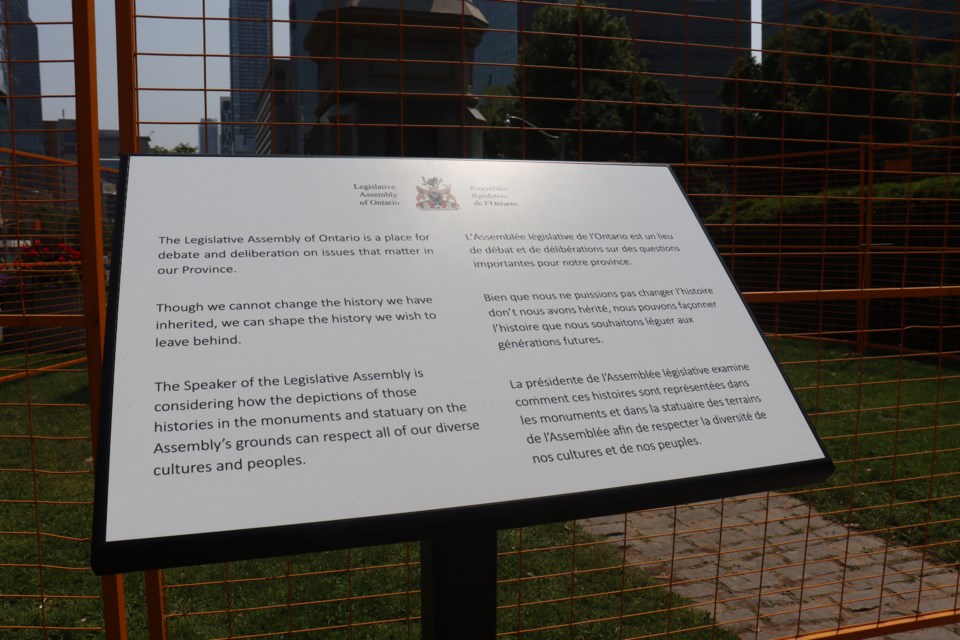 Legislative
Assembly
of Ontario
Assemblée
législative
de l'Ontario
The Legislative Assembly of Ontario is a place for
debate and deliberation on issues that matter in
our Province.
Though we cannot change the history we have
inherited, we can shape the history we wish to
leave behind.
The Speaker of the Legislative Assembly is
considering how the depictions of those
histories in the monuments and statuary on the
Assembly's grounds can respect all of our diverse
cultures and peoples.
L'Assemblée législative de l'Ontario est un lieu
de débat et de délibérations sur des questions
importantes pour notre province.
Bien que nous ne puissions pas changer l'histoire
don't nous avons hérité, nous pouvons façonner
l'histoire que nous souhaitons léguer aux
générations futures.
La présidente de l'Assemblée législative examine
comment ces histoires sont représentées dans
les monuments et dans la statuaire des terrains
de l'Assemblée afin de respecter la diversité de
nos cultures et de nos peuples.